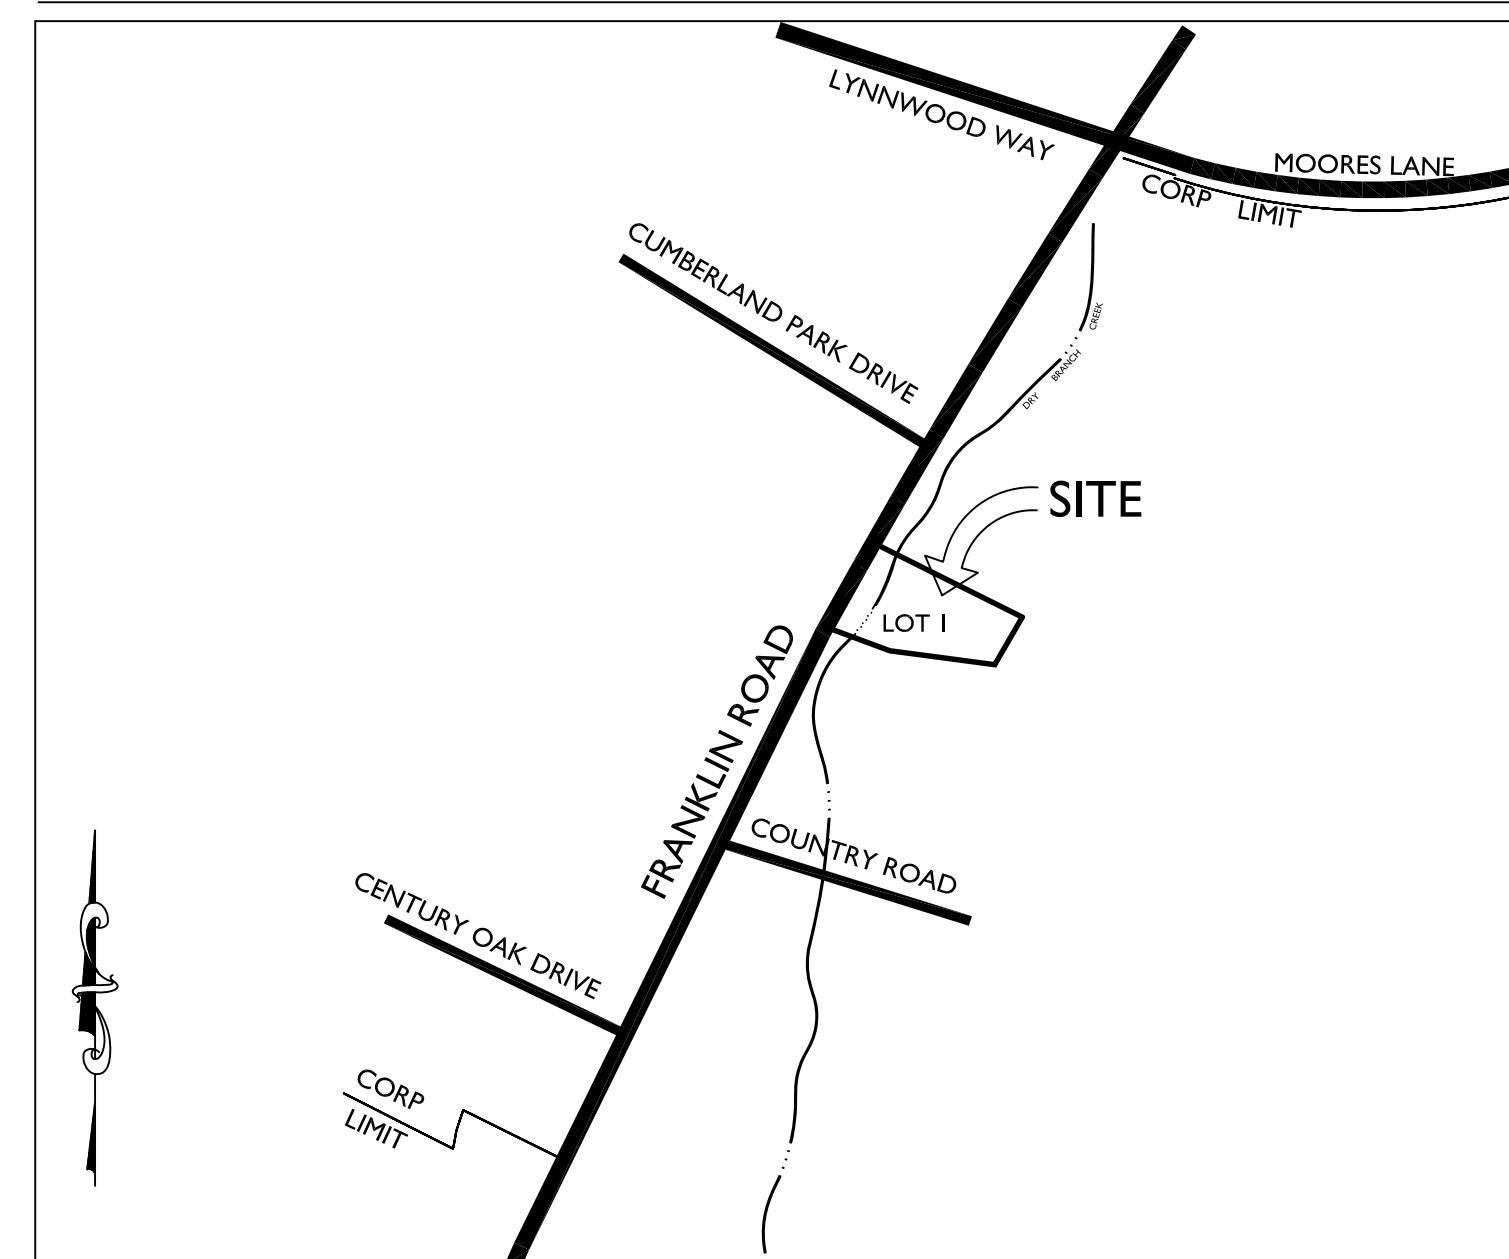 LYNNWOOD WAY
MOORES LANE
CORP LIMIT
CUMBERLAND PARK DRIVE
CREEK
BRANCH
DRY
SITE
LOT 1
FRANKLIN ROAD
COUNTRY ROAD
CENTURY OAK DRIVE
CORP
LIMIT